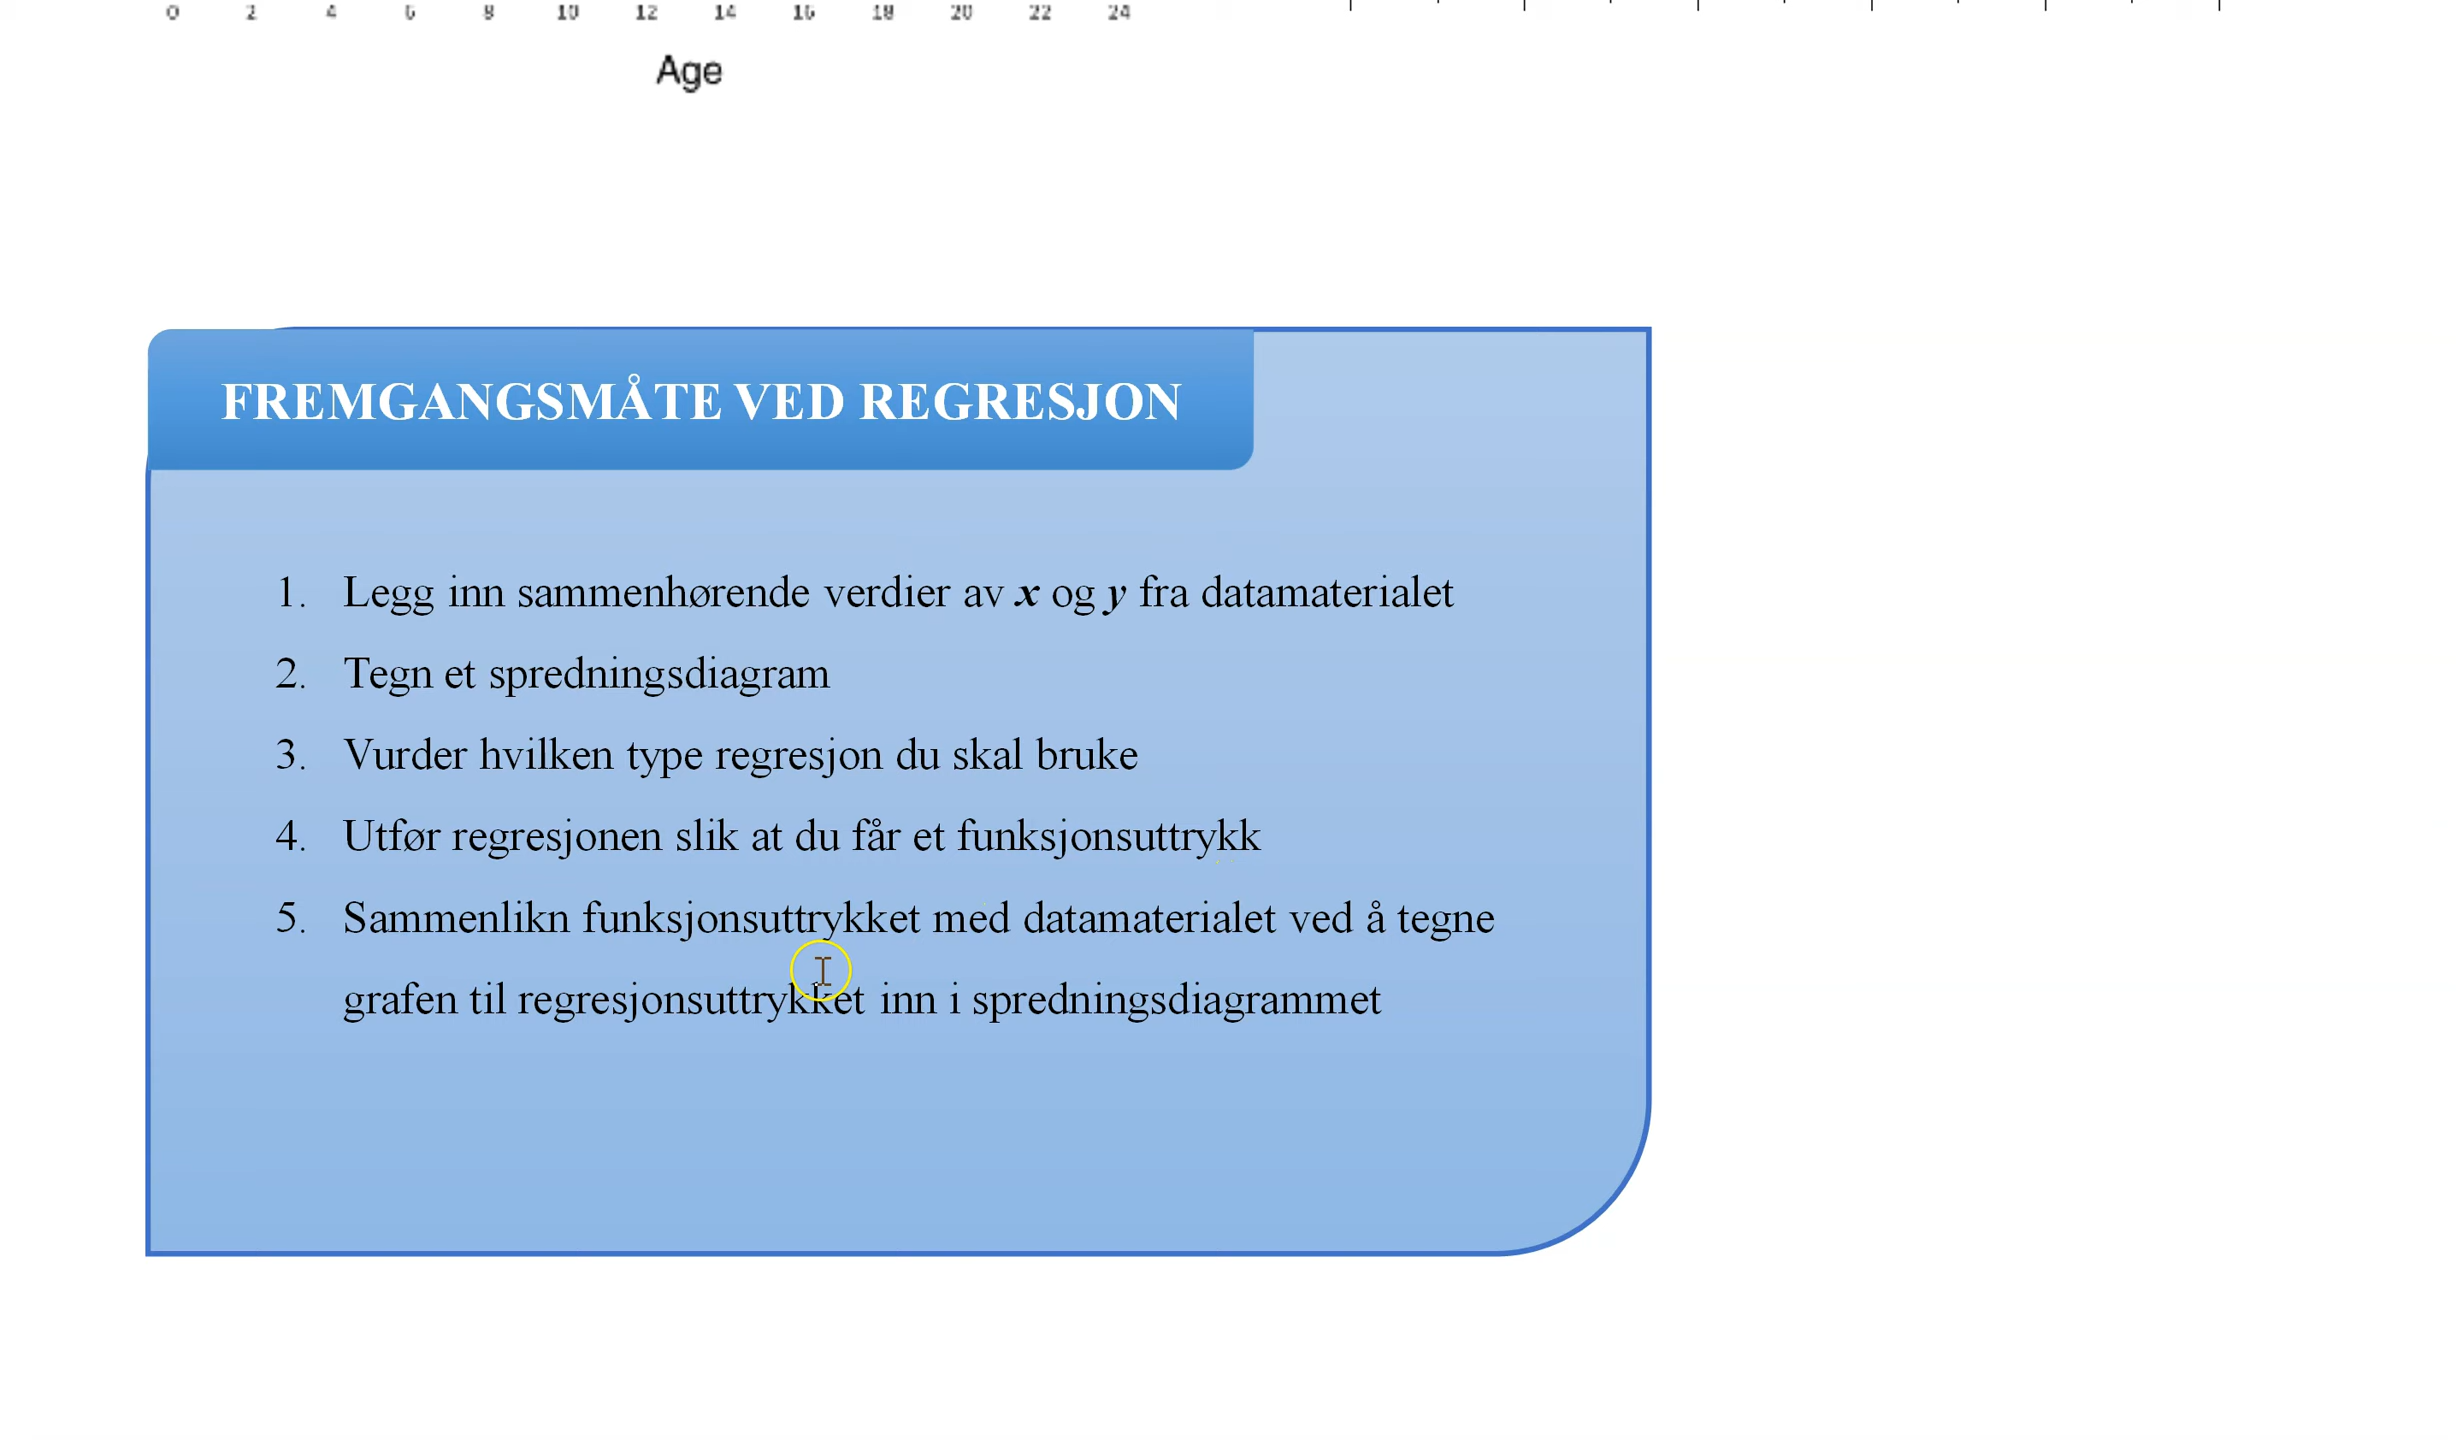 0 2 4 6 8 10 12 14 16 18 20 22 24
Age
FREMGANGSMÅTE VED REGRESJON
1. Legg inn sammenhørende verdier av x og y fra datamaterialet
2. Tegn et spredningsdiagram
3. Vurder hvilken type regresjon du skal bruke
4. Utfør regresjonen slik at du får et funksjonsuttrykk
5. Sammenlikn funksjonsuttrykket med datamaterialet ved å tegne
grafen til regresjonsuttrykket inn i spredningsdiagrammet